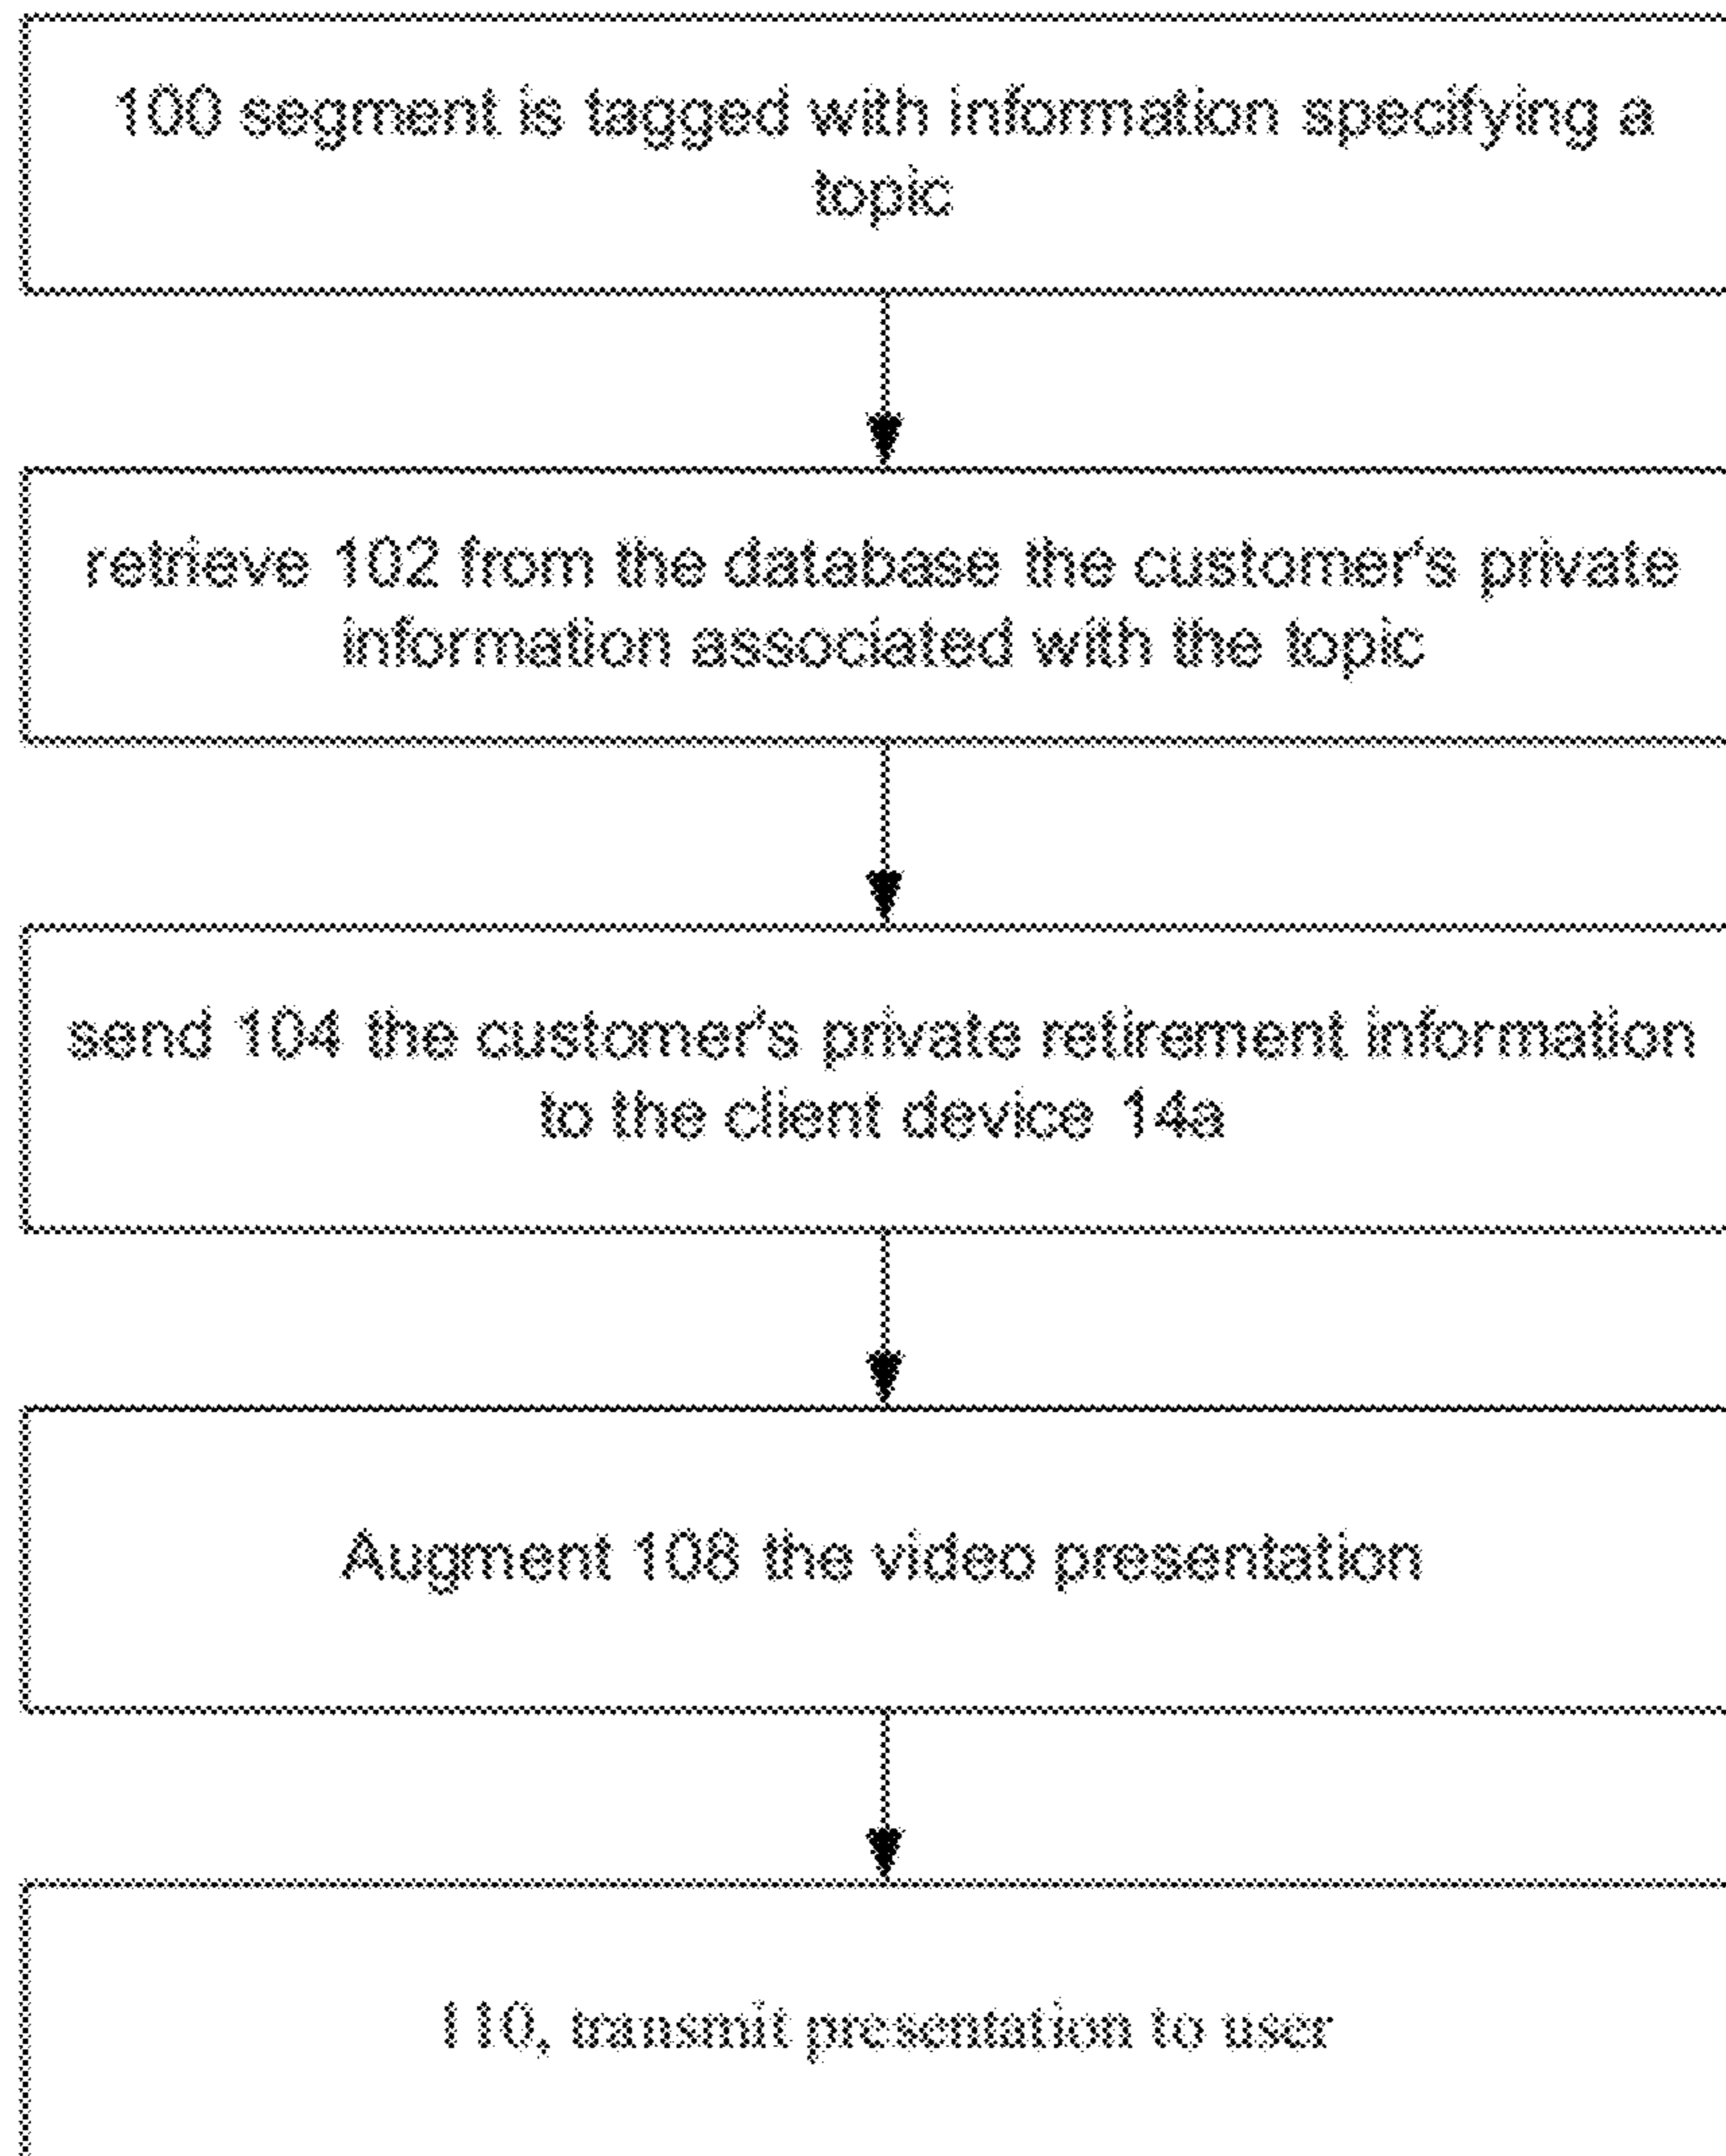 100 segment is tagged with information specifying a
topic
retrieve 102 from the database the customer's private
information associated with the topic
send 104 the customer's private retirement information
to the client device 14a
Augment 108 the video presentation
110, transmit presentation to user